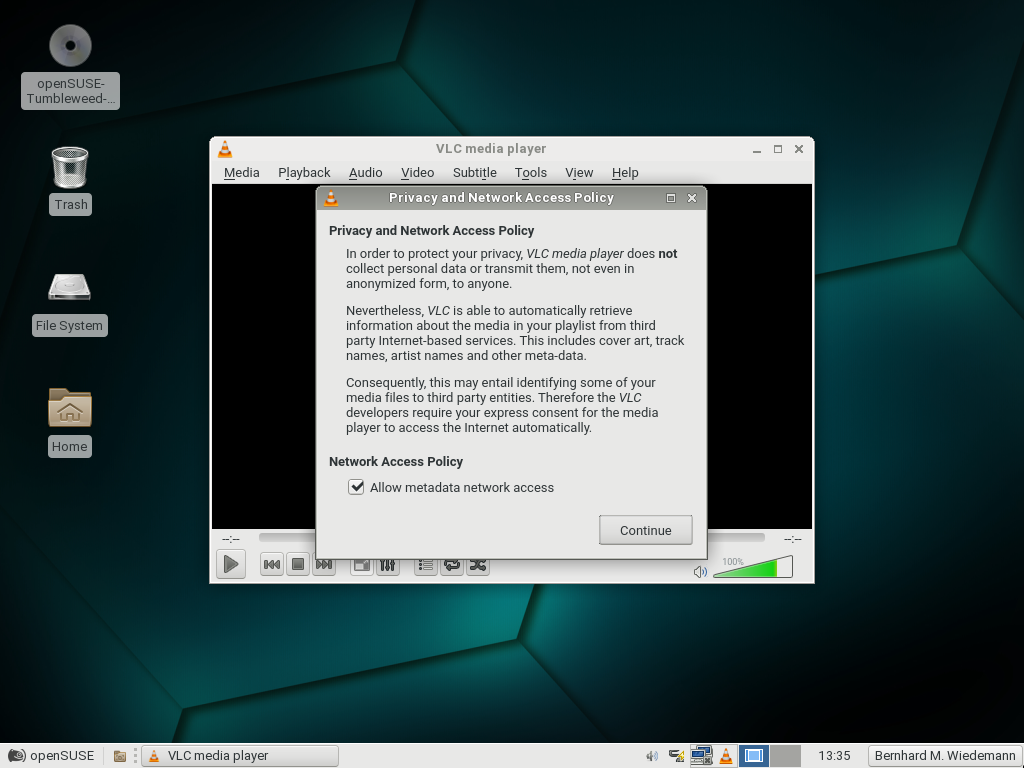 openSUSE-
Tumbleweed-...
Trash
File System
Home
VLC media player
Media Playback Audio Video Subtitle Tools View Help
Privacy and Network Access Policy
Privacy and Network Access Policy
In order to protect your privacy, VLC media player does not
collect personal data or transmit them, not even in
anonymized form, to anyone.
Nevertheless, VLC is able to automatically retrieve
information about the media in your playlist from third
party Internet-based services. This includes cover art, track
names, artist names and other meta-data.
Consequently, this may entail identifying some of your
media files to third party entities. Therefore the VLC
developers require your express consent for the media
player to access the Internet automatically.
Network Access Policy
Allow metadata network access
Continue
--:-- --:--
100%
openSUSE VLC media player 13:35 Bernhard M. Wiedemann